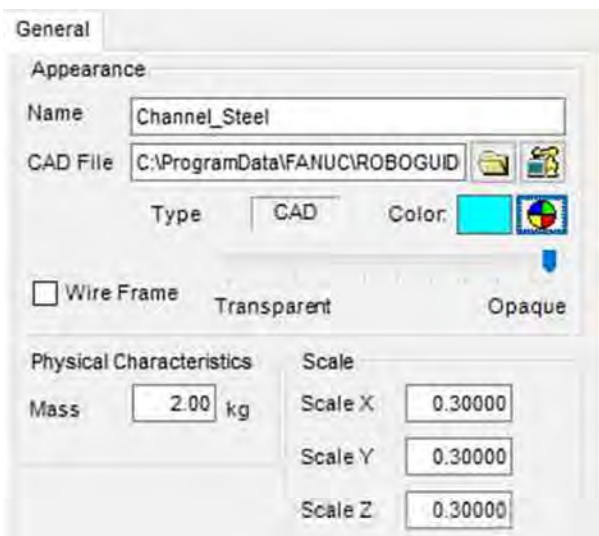 General
Appearance
Name Channel_Steel
CAD File C:\ProgramData\FANUC\ROBOGUID
Type CAD Color:
Wire Frame Transparent Opaque
Physical Characteristics Scale
Mass 2.00 kg Scale X 0.30000
Scale Y 0.30000
Scale Z 0.30000